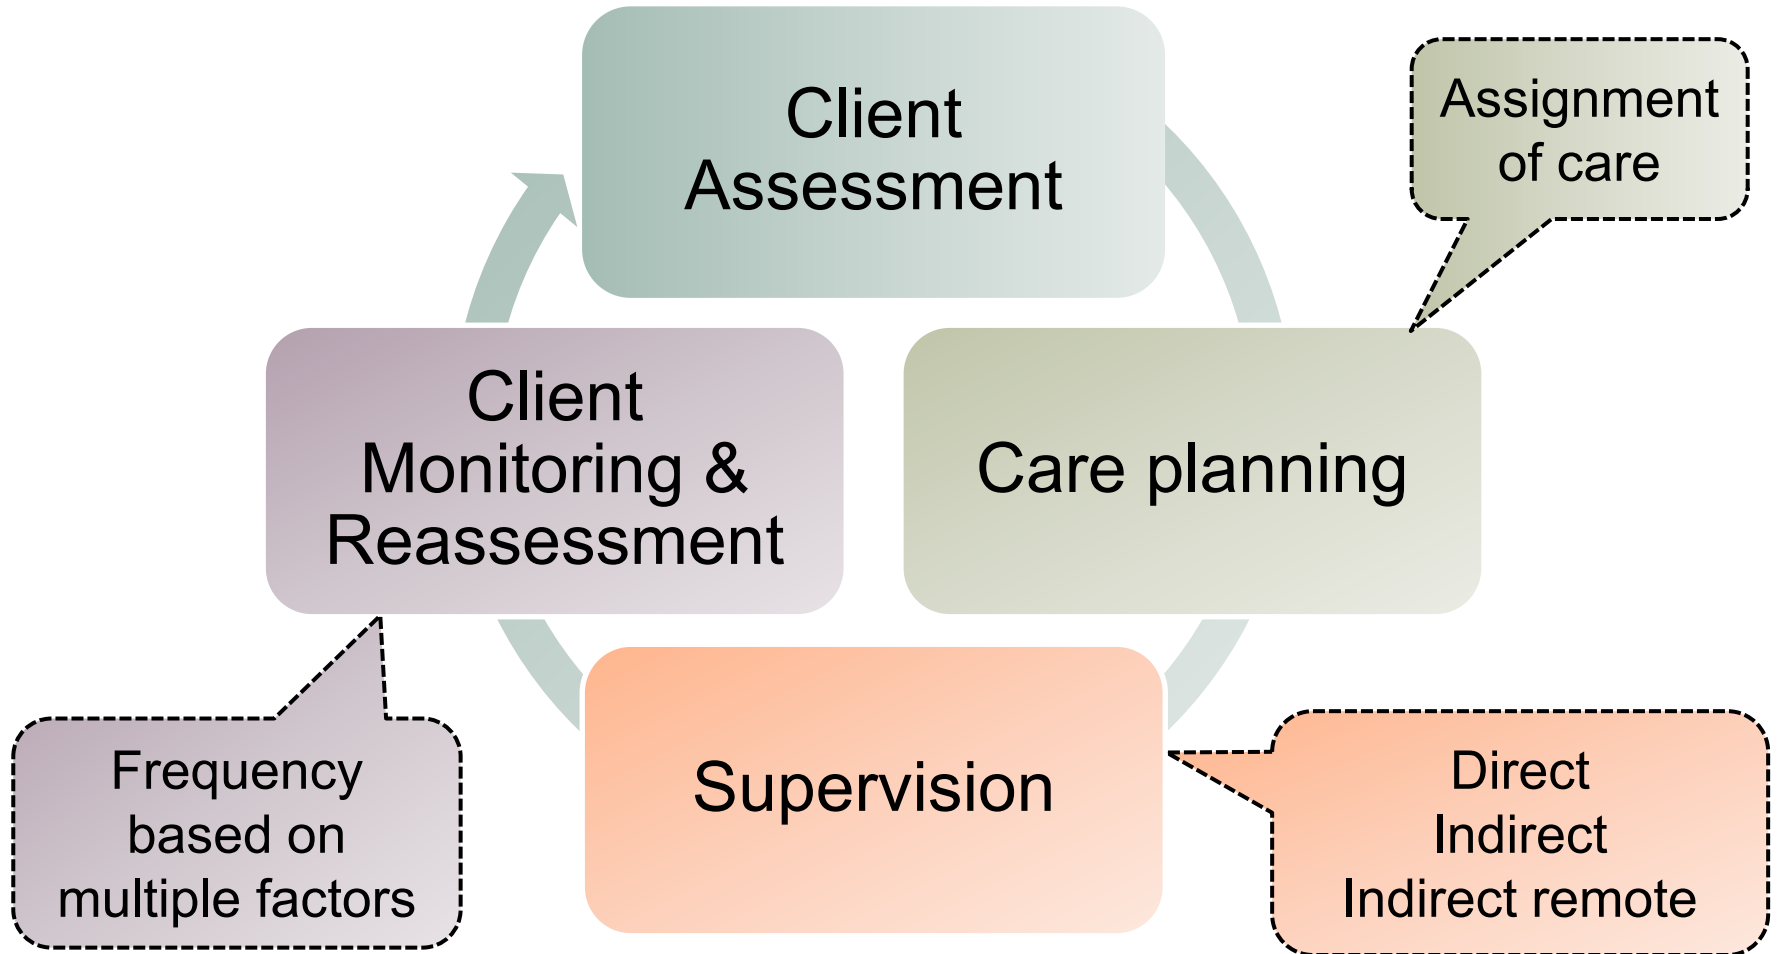 Client
Assessment
Assignment
of care
Client
Monitoring &
Reassessment
Care planning
Frequency
based on
multiple factors
Supervision
Direct
Indirect
Indirect remote